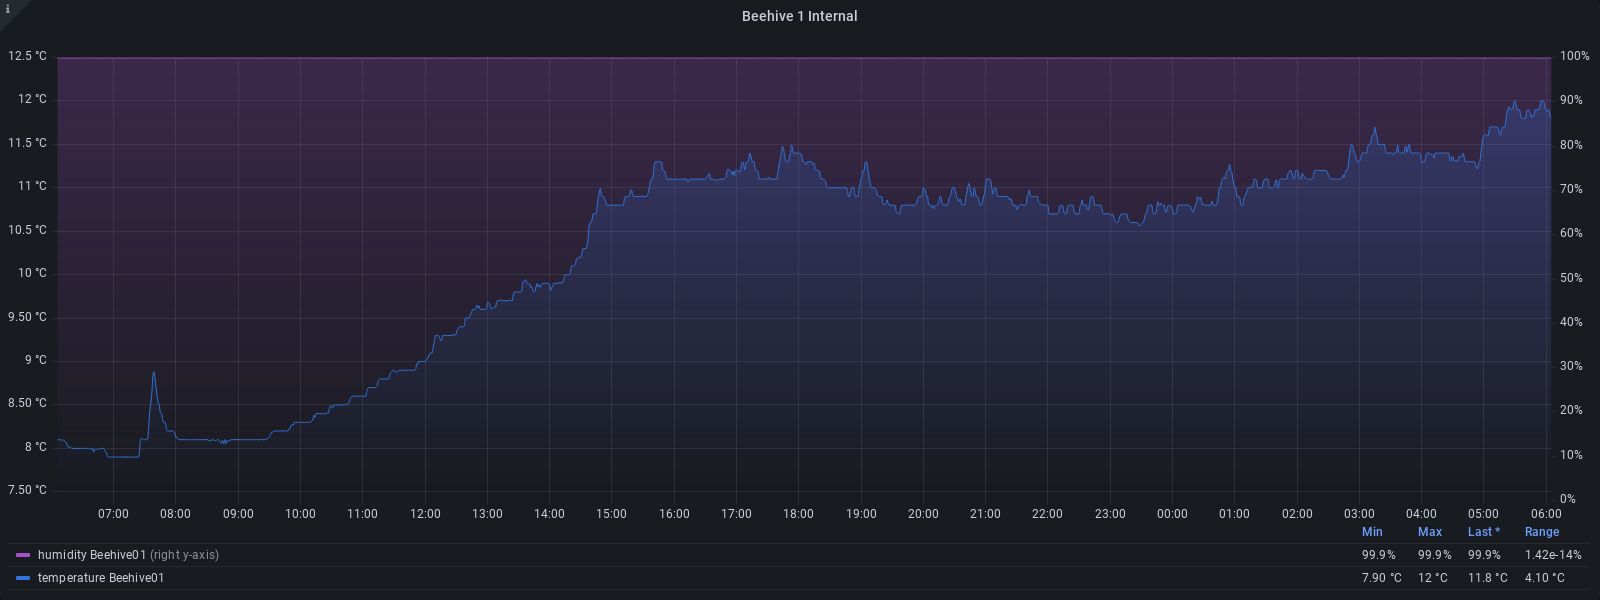 i
Beehive 1 Internal
12.5 °C 100%
12 °C 90%
11.5 °C 80%
11 °C 70%
10.5 °C 60%
10 °C 50%
9.50 °C 40%
9 °C 30%
8.50 °C 20%
8 °C 10%
7.50 °C 0%
07:00 08:00 09:00 10:00 11:00 12:00 13:00 14:00 15:00 16:00 17:00 18:00 19:00 20:00 21:00 22:00 23:00 00:00 01:00 02:00 03:00 04:00 05:00 06:00
Min Max Last * Range
humidity Beehive01 (right y-axis) 99.9% 99.9% 99.9% 1.42e-14%
temperature Beehive01 7.90 °C 12 °C 11.8 °C 4.10 °C